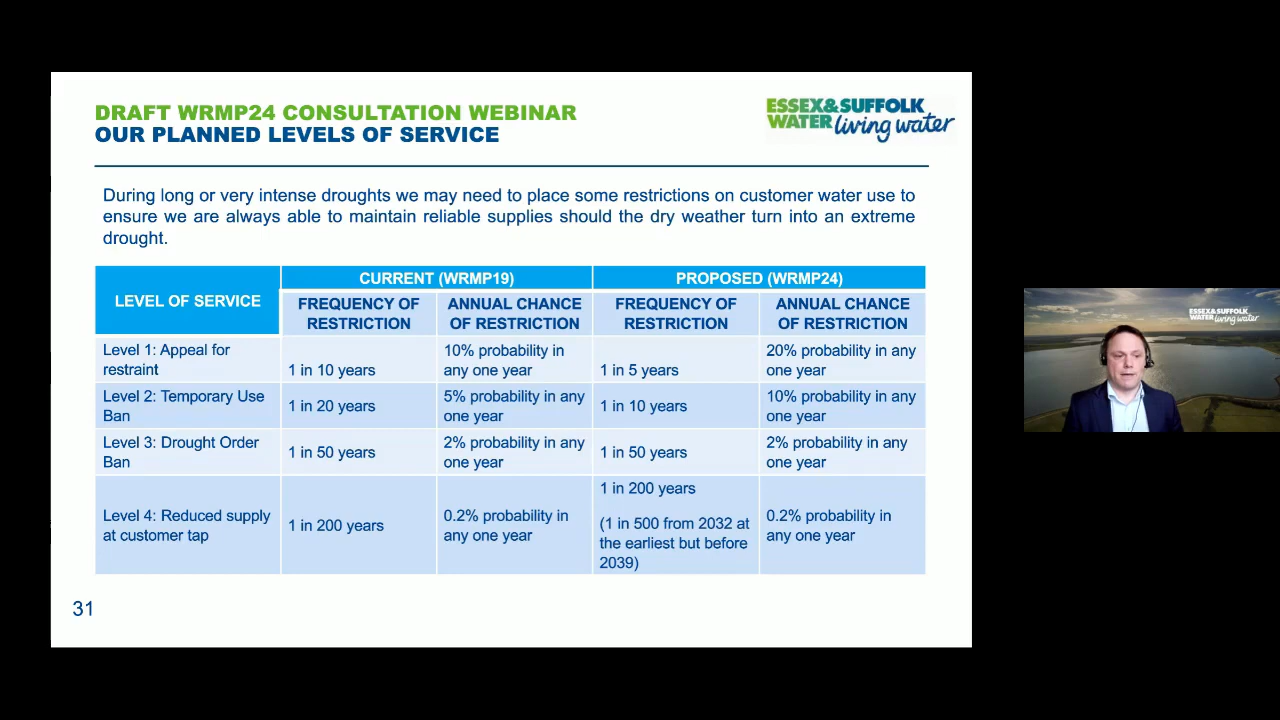 DRAFT WRMP24 CONSULTATION WEBINAR
OUR PLANNED LEVELS OF SERVICE
ESSEX&SUFFOLK
WATER living water
During long or very intense droughts we may need to place some restrictions on customer water use to
ensure we are always able to maintain reliable supplies should the dry weather turn into an extreme
drought.
LEVEL OF SERVICE
CURRENT (WRMP19)
PROPOSED (WRMP24)
FREQUENCY OF
RESTRICTION
ANNUAL CHANCE
OF RESTRICTION
FREQUENCY OF
RESTRICTION
ANNUAL CHANCE
OF RESTRICTION
Level 1: Appeal for
restraint
1 in 10 years
10% probability in
any one year
1 in 5 years
20% probability in any
one year
Level 2: Temporary Use
Ban
1 in 20 years
5% probability in any
one year
1 in 10 years
10% probability in any
one year
Level 3: Drought Order
Ban
1 in 50 years
2% probability in any
one year
1 in 50 years
2% probability in any
one year
Level 4: Reduced supply
at customer tap
1 in 200 years
0.2% probability in
any one year
1 in 200 years
(1 in 500 from 2032 at
the earliest but before
2039)
0.2% probability in
any one year
31
ESSEX&SUFFOLK
WATER living water